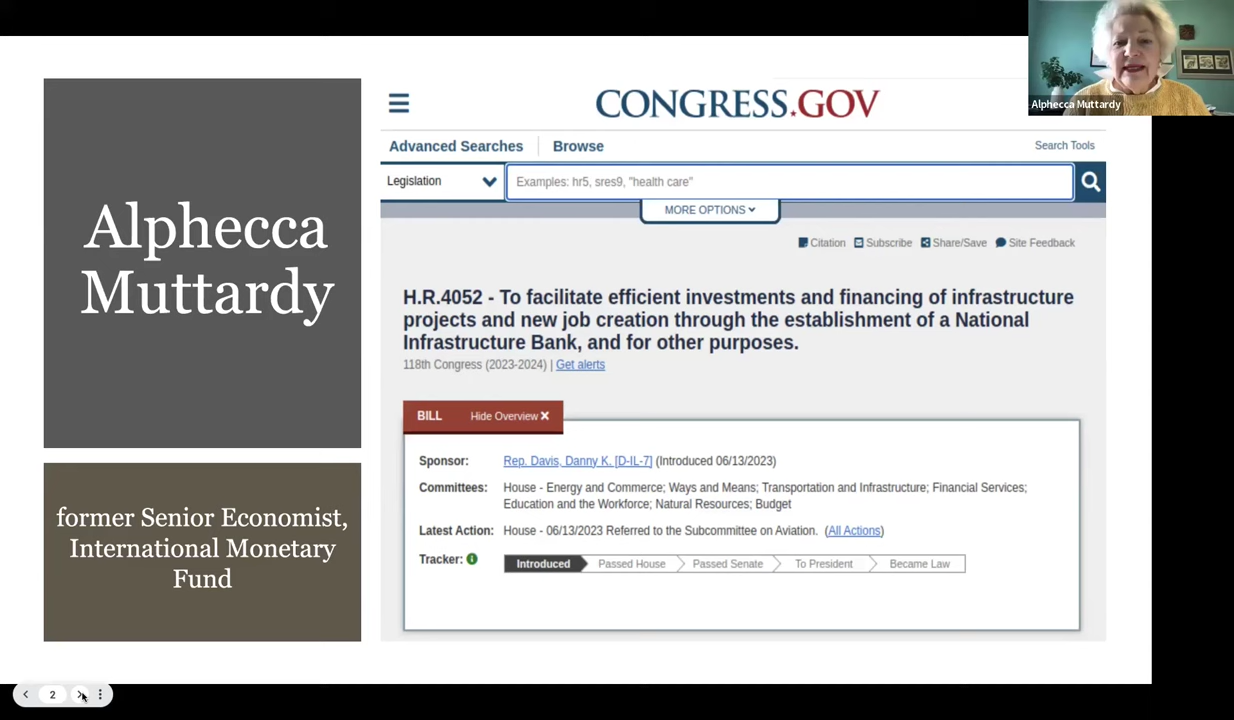 Alphecca
Muttardy
former Senior Economist,
International Monetary
Fund
CONGRESS.GOV
Advanced Searches
Browse
Search Tools
Legislation
Examples: hr5, sres9, "health care"
MORE OPTIONS
Citation
Subscribe
Share/Save
Site Feedback
H.R.4052 - To facilitate efficient investments and financing of infrastructure
projects and new job creation through the establishment of a National
Infrastructure Bank, and for other purposes.
118th Congress (2023-2024) | Get alerts
BILL
Hide Overview
Sponsor: Rep. Davis, Danny K. [D-IL-7] (Introduced 06/13/2023)
Committees: House - Energy and Commerce; Ways and Means; Transportation and Infrastructure; Financial Services;
Education and the Workforce; Natural Resources; Budget
Latest Action: House - 06/13/2023 Referred to the Subcommittee on Aviation. (All Actions)
Tracker:
Introduced
Passed House
Passed Senate
To President
Became Law
Alphecca Muttardy
2